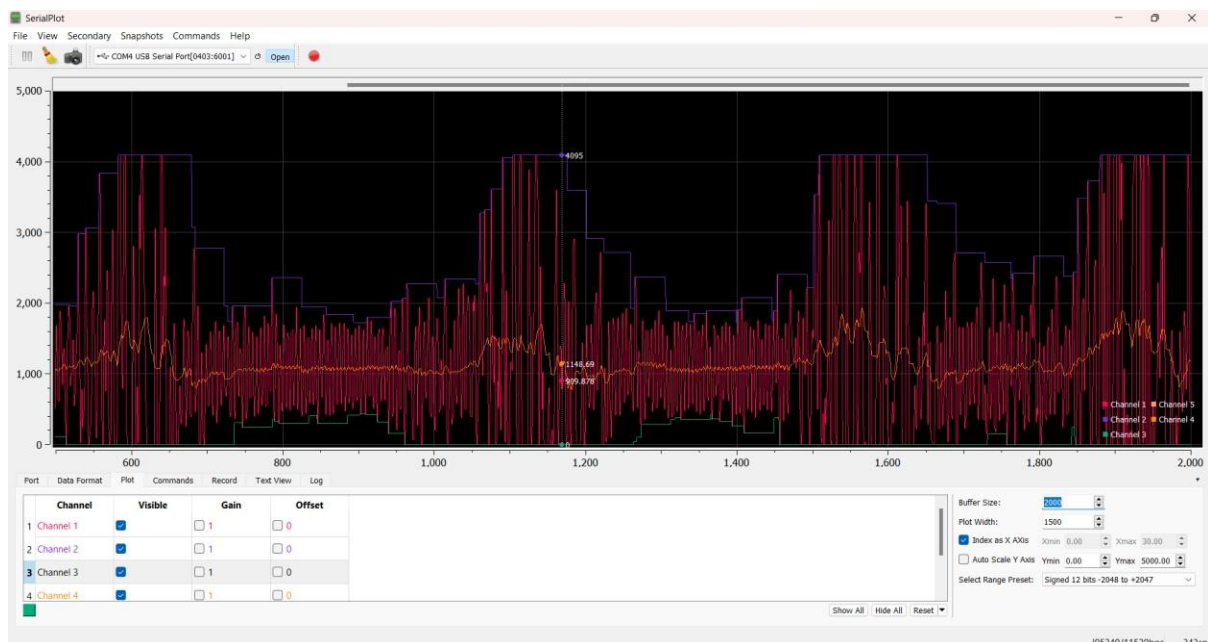 SerialPlot
File View Secondary Snapshots Commands Help
COM4 USB Serial Port[0403:6001] Open
5,000
4,000
3,000
2,000
1,000
0
4095
1148.69
909.878
0
Channel 1 Channel 5
Channel 2 Channel 4
Channel 3
600 800 1,000 1,200 1,400 1,600 1,800 2,000
Port Data Format Plot Commands Record Text View Log
Channel Visible Gain Offset
1 Channel 1 1 0
2 Channel 2 1 0
3 Channel 3 1 0
4 Channel 4 1 0
Show All Hide All Reset
Buffer Size: 2000
Plot Width: 1500
Index as X AXis Xmin 0.00 Xmax 30.00
Auto Scale Y Axis Ymin 0.00 Ymax 5000.00
Select Range Preset: Signed 12 bits -2048 to +2047